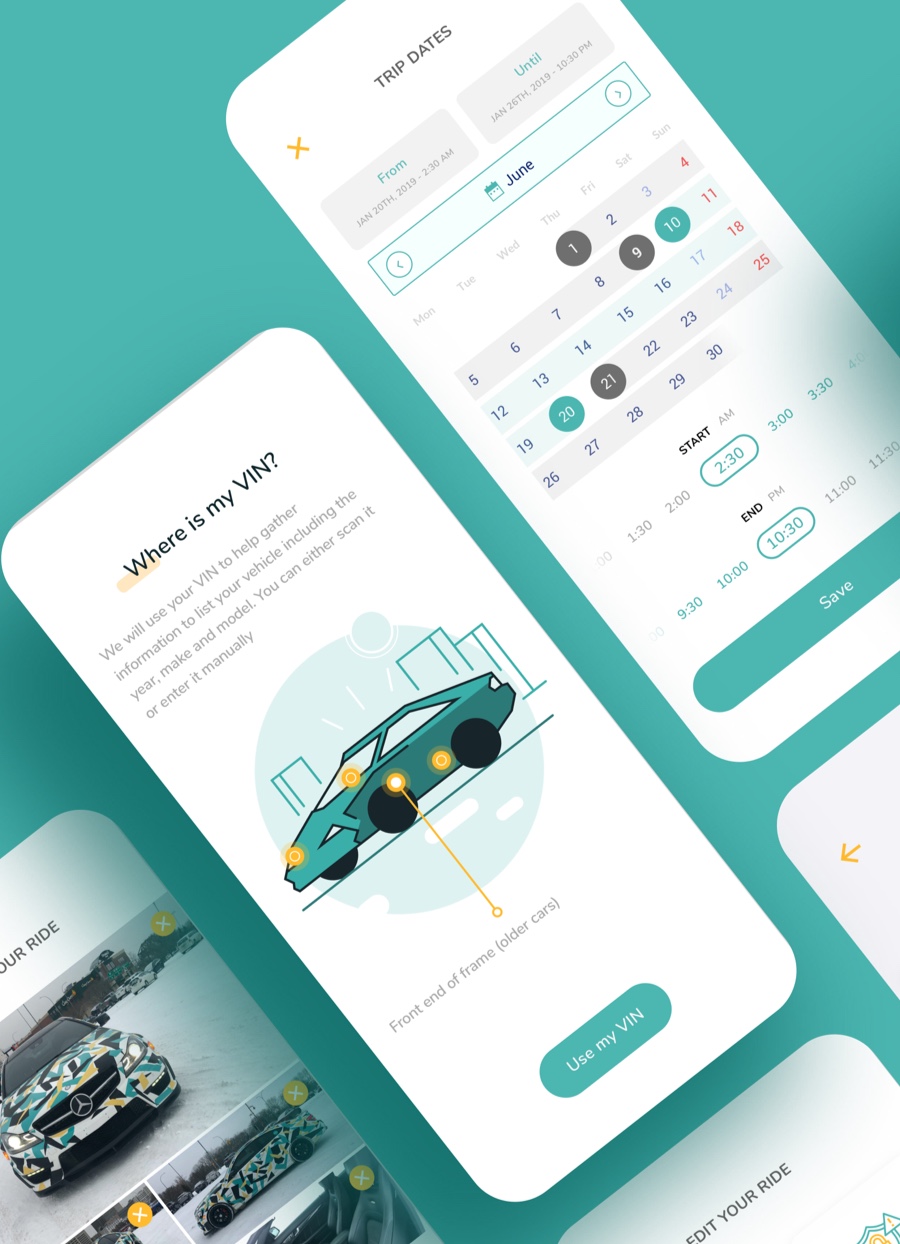 TRIP DATES
From
JAN 20TH, 2019 - 2:30 AM
Until
JAN 26TH, 2019 - 10:30 PM
June
Mon Tue Wed Thu Fri Sat Sun
1 2 3 4
5 6 7 8 9 10 11
12 13 14 15 16 17 18
19 20 21 22 23 24 25
26 27 28 29 30
START AM
1:30 2:00 2:30 3:00 3:30
END PM
9:30 10:00 10:30 11:00 11:30
Save
Where is my VIN?
We will use your VIN to help gather
information to list your vehicle including the
year, make and model. You can either scan it
or enter it manually
Front end of frame (older cars)
Use my VIN
OUR RIDE
EDIT YOUR RIDE